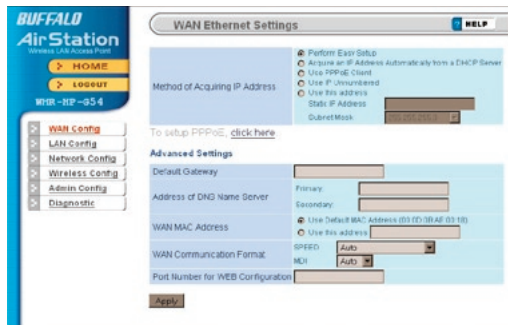 BUFFALO
AirStation
Wireless LAN Access Point
HOME
LOGOUT
WHR-HP-G54
WAN Config
LAN Config
Network Config
Wireless Config
Admin Config
Diagnostic
WAN Ethernet Settings
HELP
Method of Acquiring IP Address
Perform Easy Setup
Acquire an IP Address Automatically from a DHCP Server
Use PPPoE Client
Use IP Unnumbered
Use this address
Static IP Address
Subnet Mask 255.255.255.0
To setup PPPoE, click here
Advanced Settings
Default Gateway
Address of DNS Name Server
Primary:
Secondary:
WAN MAC Address
Use Default MAC Address
Use this address
WAN Communication Format
SPEED: Auto
MDI: Auto
Port Number for WEB Configuration
Apply